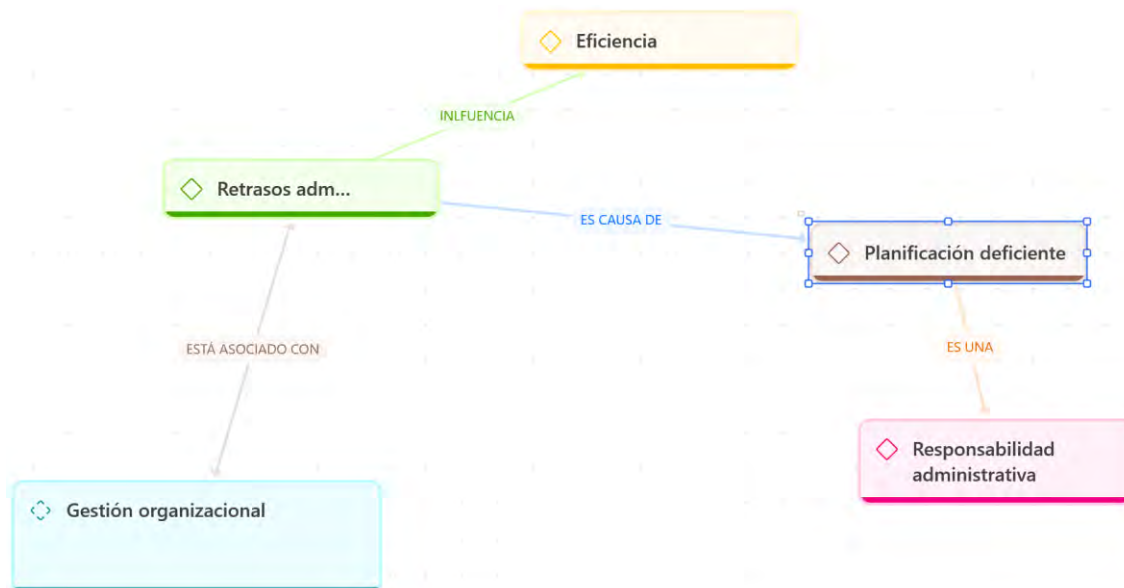 Eficiencia
INLFUENCIA
Retrasos adm...
ES CAUSA DE
Planificación deficiente
ESTÁ ASOCIADO CON
ES UNA
Responsabilidad
administrativa
Gestión organizacional